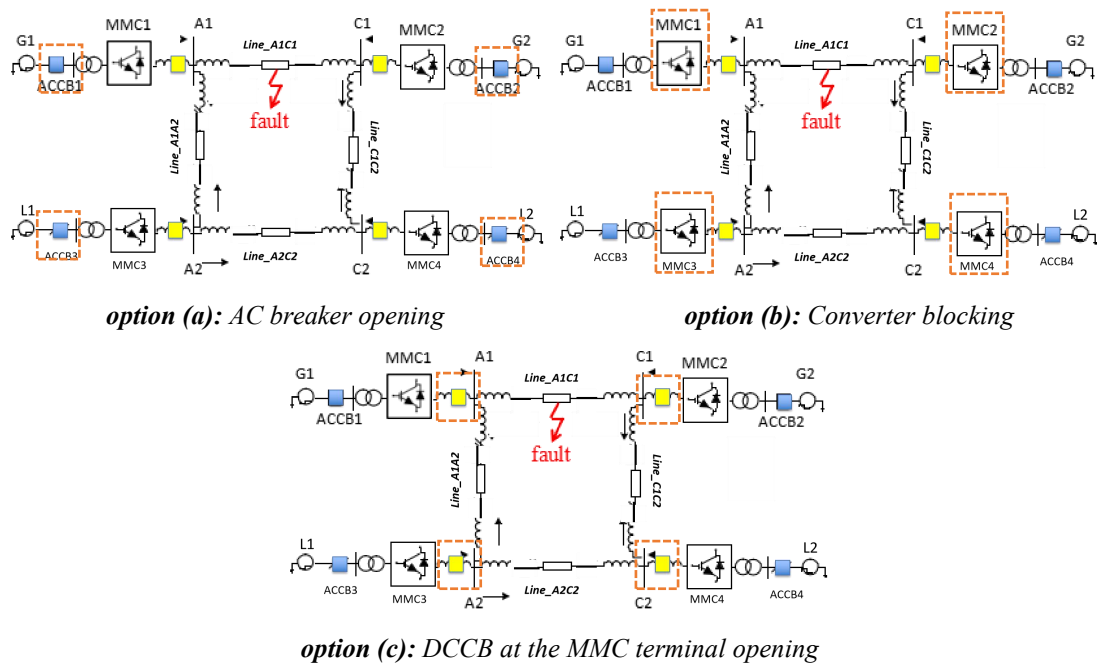 MMC1 A1 C1 MMC2
G1 Line_A1C1 G2
ACCB1 ACCB2
fault
Line_A1A2 Line_C1C2
L1 L2
ACCB3 MMC3 MMC4 ACCB4
A2 Line_A2C2 C2
option (a): AC breaker opening
MMC1 A1 C1 MMC2
G1 Line_A1C1 G2
ACCB1 ACCB2
fault
Line_A1A2 Line_C1C2
L1 L2
ACCB3 MMC3 MMC4 ACCB4
A2 Line_A2C2 C2
option (b): Converter blocking
MMC1 A1 C1 MMC2
G1 Line_A1C1 G2
ACCB1 ACCB2
fault
Line_A1A2 Line_C1C2
L1 L2
ACCB3 MMC3 MMC4 ACCB4
A2 Line_A2C2 C2
option (c): DCCB at the MMC terminal opening